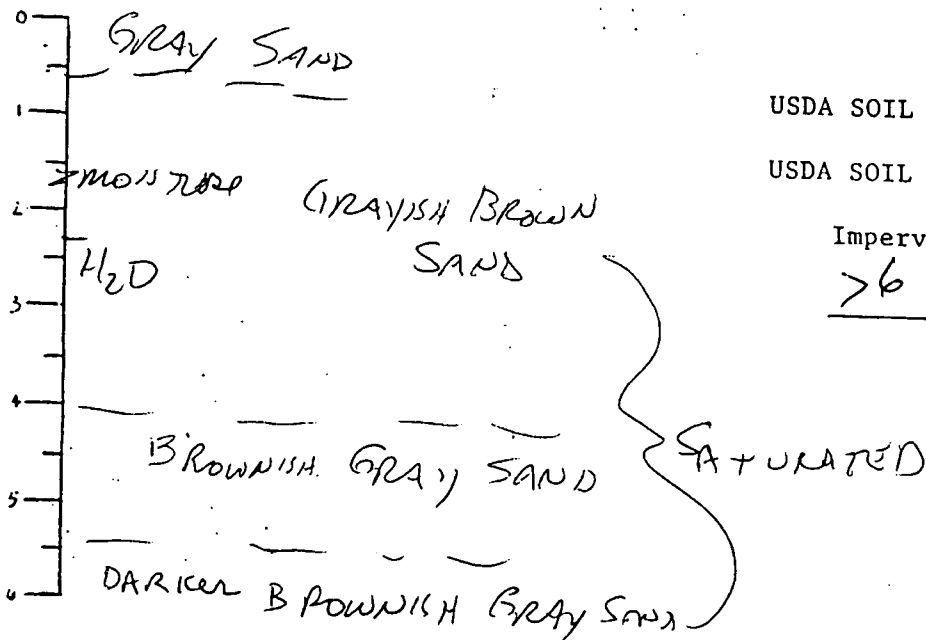 0
GRAY SAND
1
USDA SOIL
USDA SOIL
>MOISTURE
GRAYISH BROWN
2
SAND
Imperv
H2O
>6
3
4
BROWNISH GRAY SAND
SATURATED
5
DARKER BROWNISH GRAY SAND
6